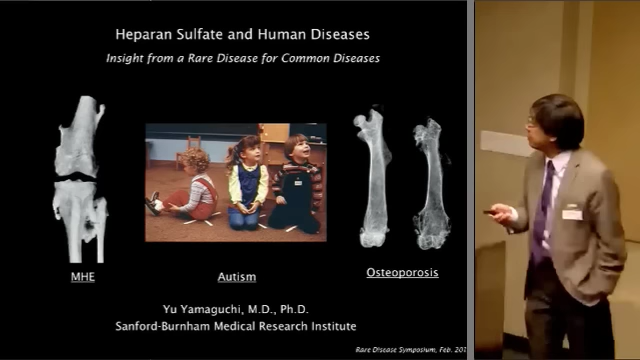 Heparan Sulfate and Human Diseases
Insight from a Rare Disease for Common Diseases
MHE
Autism
Osteoporosis
Yu Yamaguchi, M.D., Ph.D.
Sanford-Burnham Medical Research Institute
Rare Disease Symposium, Feb. 201